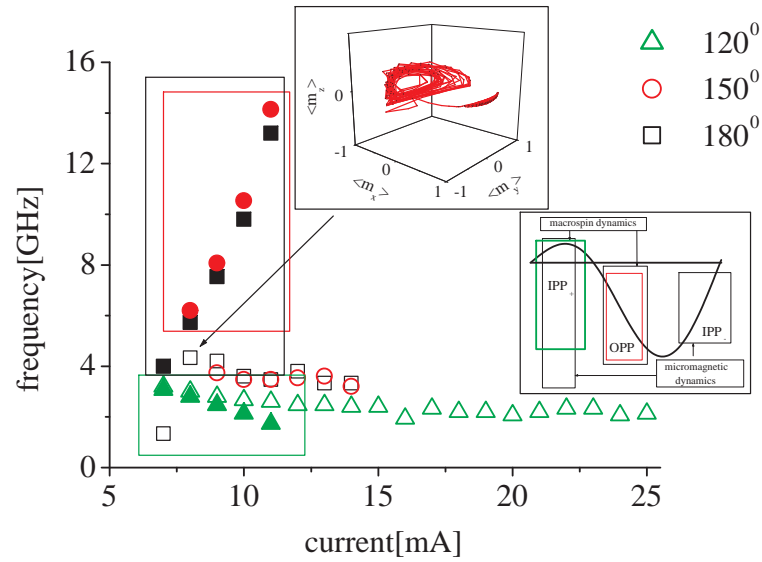 120⁰
150⁰
180⁰
frequency[GHz]
16
12
8
4
0
5 10 15 20 25
current[mA]
<m_z>
0
-1
<m_x>
0
1
-1
<m_y>
0
1
macrospin dynamics
IPP₊
OPP
IPP₋
micromagnetic
dynamics